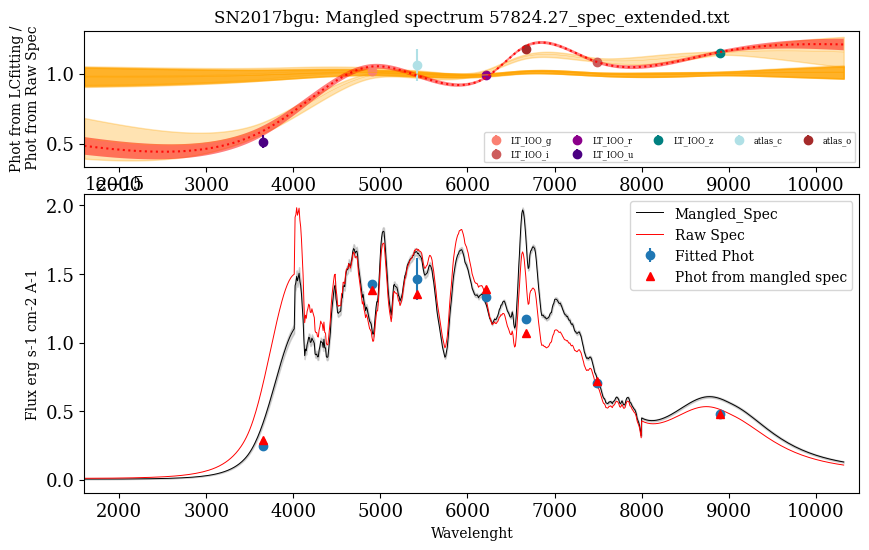 SN2017bgu: Mangled spectrum 57824.27_spec_extended.txt
Phot from LCfitting /
Phot from Raw Spec
1.0
0.5
LT_IOO_g
LT_IOO_r
LT_IOO_z
atlas_c
atlas_o
LT_IOO_i
LT_IOO_u
2000
3000
4000
5000
6000
7000
8000
9000
10000
Flux erg s-1 cm-2 A-1
2.0
1.5
1.0
0.5
0.0
Mangled_Spec
Raw Spec
Fitted Phot
Phot from mangled spec
2000
3000
4000
5000
6000
7000
8000
9000
10000
Wavelenght